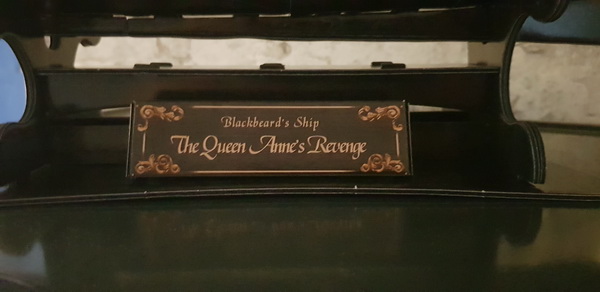 Blackbeard's Ship
The Queen Anne's Revenge